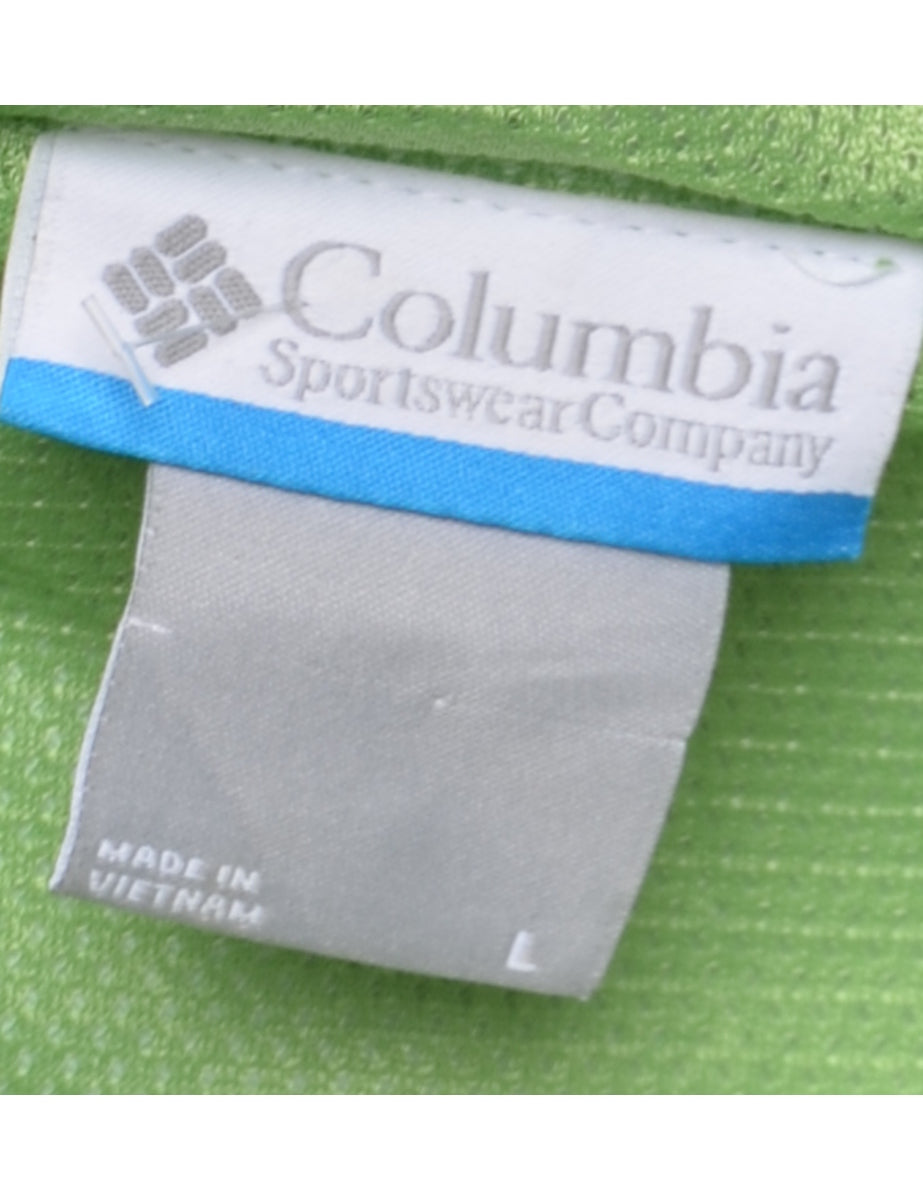 Columbia
Sportswear Company
MADE IN
VIETNAM
L